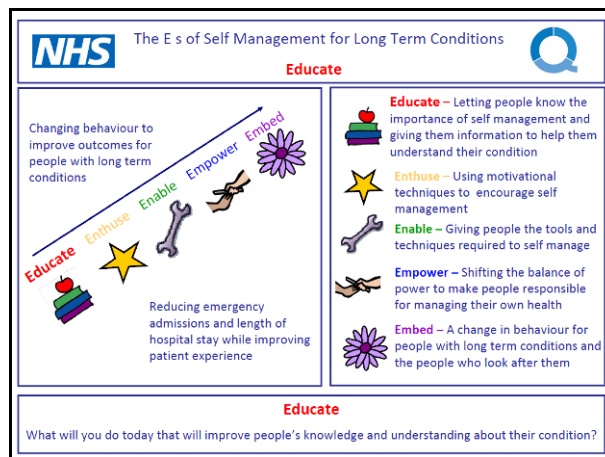 NHS
The E s of Self Management for Long Term Conditions
Educate
Changing behaviour to
improve outcomes for
people with long term
conditions
Educate
Enthuse
Enable
Empower
Embed
Reducing emergency
admissions and length of
hospital stay while improving
patient experience
Educate – Letting people know the
importance of self management and
giving them information to help them
understand their condition
Enthuse – Using motivational
techniques to encourage self
management
Enable – Giving people the tools and
techniques required to self manage
Empower – Shifting the balance of
power to make people responsible
for managing their own health
Embed – A change in behaviour for
people with long term conditions and
the people who look after them
Educate
What will you do today that will improve people's knowledge and understanding about their condition?